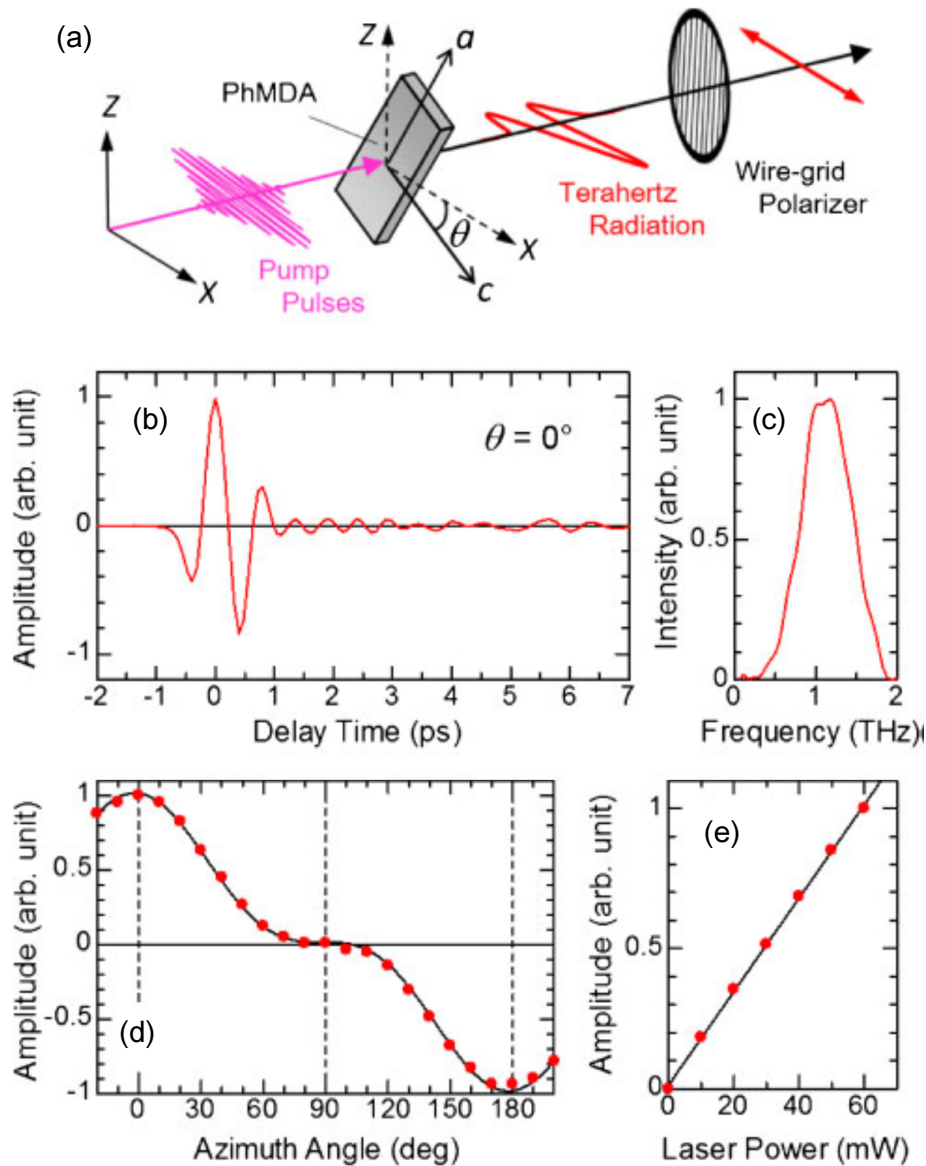 (a)
Z
a
PhMDA
Z
θ
X
c
X
Pump
Pulses
Terahertz
Radiation
Wire-grid
Polarizer
Amplitude (arb. unit)
1
0
-1
(b)
θ = 0°
-2 -1 0 1 2 3 4 5 6 7
Delay Time (ps)
Intensity (arb. unit)
1
0.5
0
(c)
0 1 2
Frequency (THz)(
Amplitude (arb. unit)
1
0.5
0
-0.5
-1
(d)
0 30 60 90 120 150 180
Azimuth Angle (deg)
Amplitude (arb. unit)
1
0.5
0
(e)
0 20 40 60
Laser Power (mW)